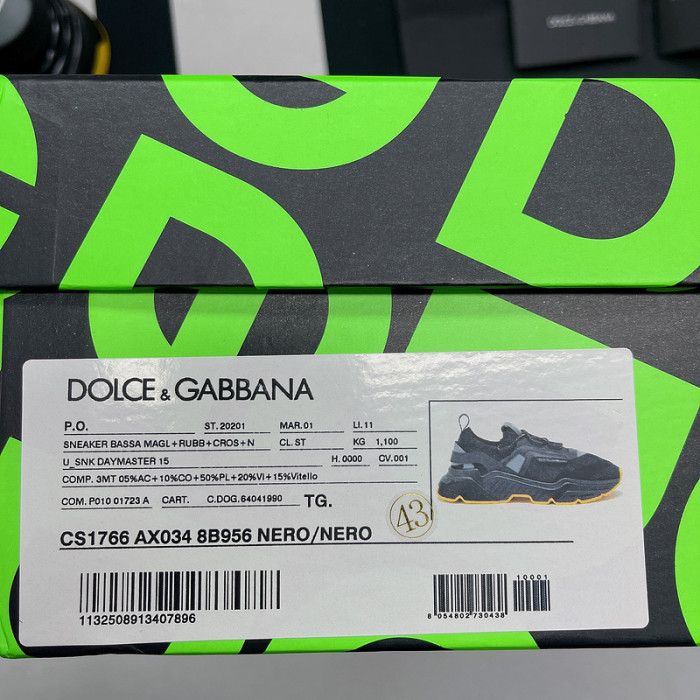 DOLCE & GABBANA
DOLCE & GABBANA
P.O. ST. 20201 MAR. 01 LI. 11
SNEAKER BASSA MAGL+RUBB+CROS+N CL. ST KG 1,100
U_SNK DAYMASTER 15 H. 0000 CV. 001
COMP. 3MT 05%AC+10%CO+50%PL+20%VI+15%Vitello
COM. P010 01723 A CART. C.DOG.64041990 TG. 43
CS1766 AX034 8B956 NERO/NERO
10001
1132508913407896
8 054802 730438